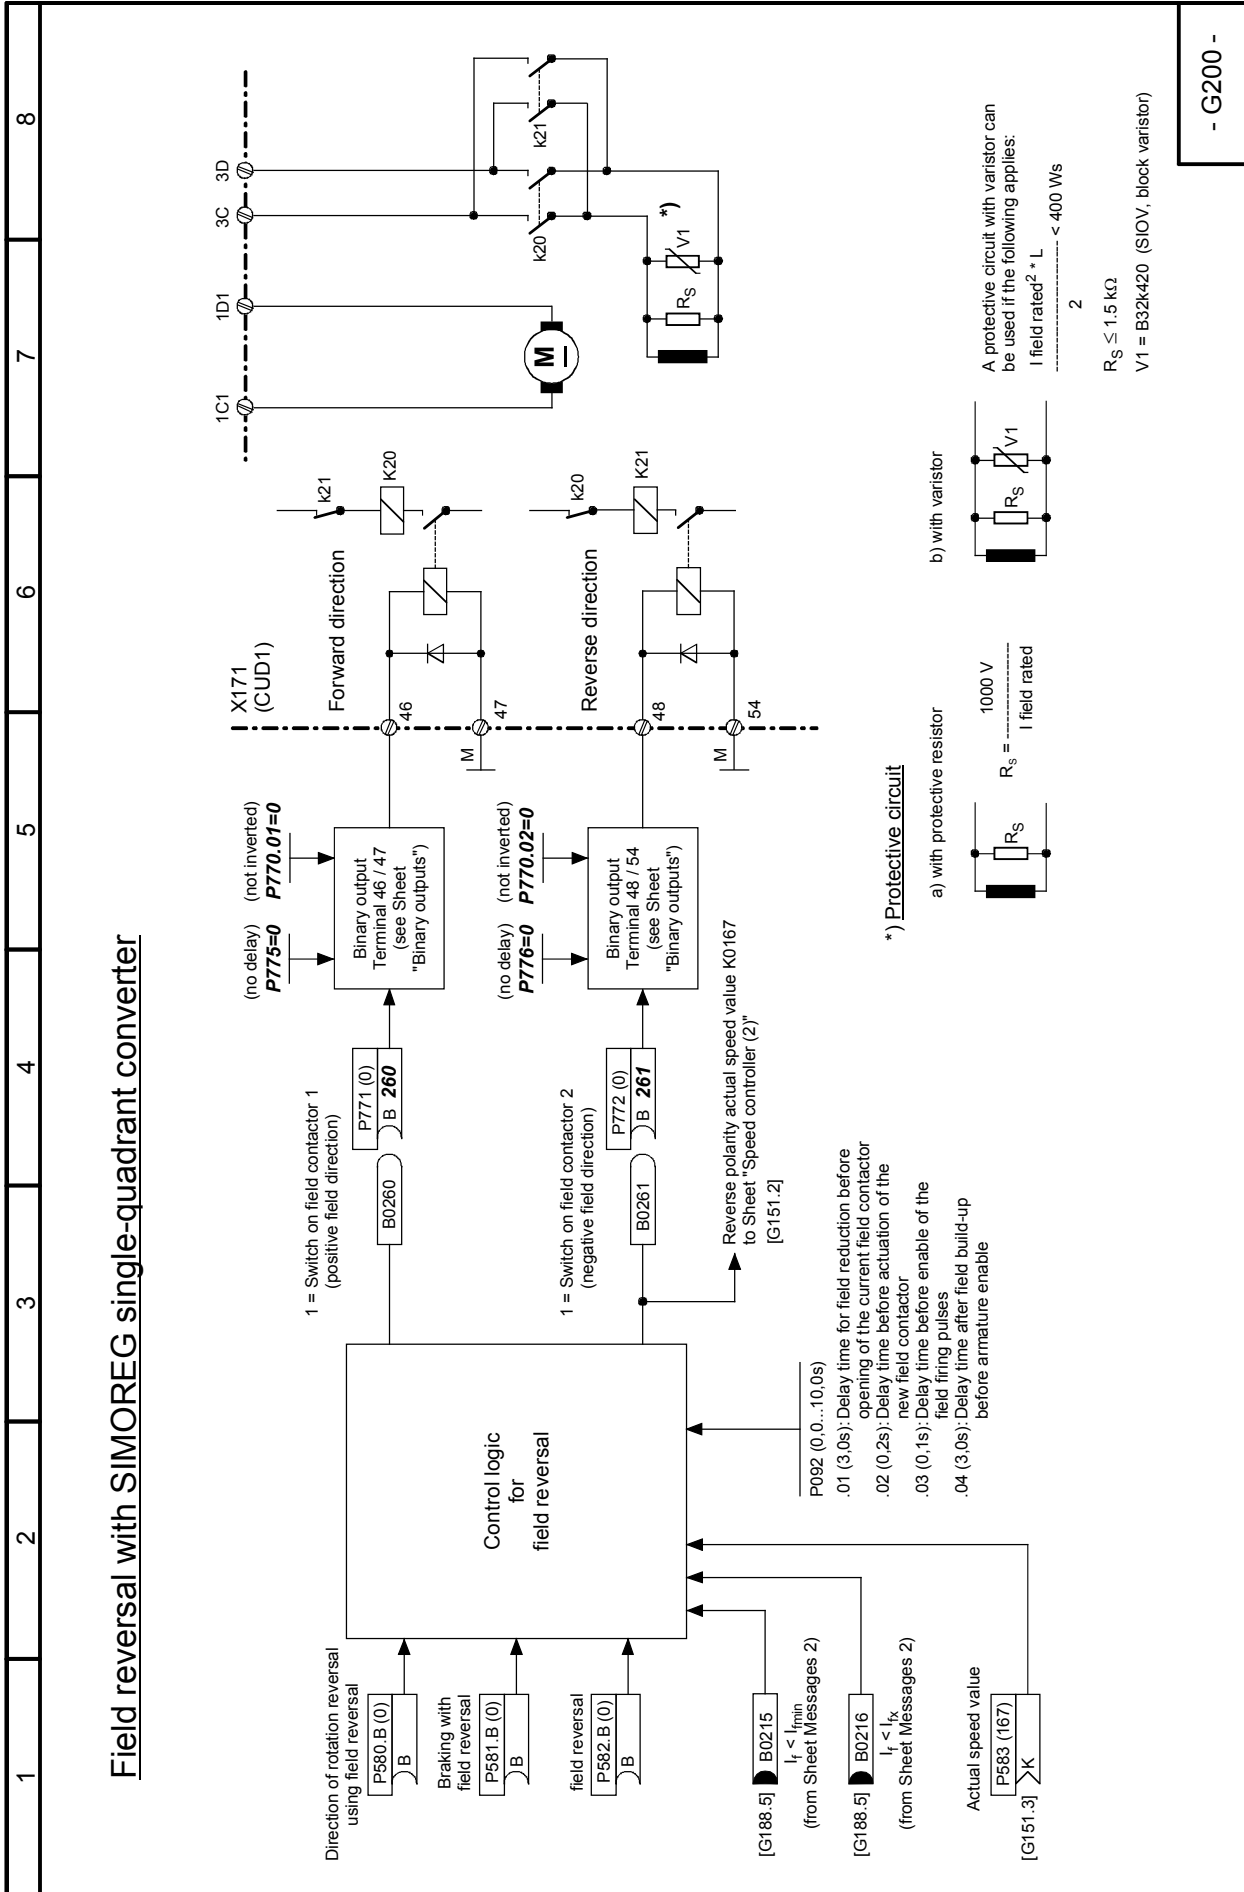 1
2
3
4
5
6
7
8
Field reversal with SIMOREG single-quadrant converter
Direction of rotation reversal
using field reversal
P580.B (0)
B
Braking with
field reversal
P581.B (0)
B
field reversal
P582.B (0)
B
[G188.5]
B0215
If < Ifmin
(from Sheet Messages 2)
[G188.5]
B0216
If < Ifx
(from Sheet Messages 2)
Actual speed value
P583 (167)
K
[G151.3]
Control logic
for
field reversal
P092 (0,0...10,0s)
.01 (3,0s): Delay time for field reduction before
opening of the current field contactor
.02 (0,2s): Delay time before actuation of the
new field contactor
.03 (0,1s): Delay time before enable of the
field firing pulses
.04 (3,0s): Delay time after field build-up
before armature enable
1 = Switch on field contactor 1
(positive field direction)
B0260
P771 (0)
B 260
1 = Switch on field contactor 2
(negative field direction)
B0261
P772 (0)
B 261
Reverse polarity actual speed value K0167
to Sheet "Speed controller (2)"
[G151.2]
(no delay)
P775=0
(not inverted)
P770.01=0
Binary output
Terminal 46 / 47
(see Sheet
"Binary outputs")
(no delay)
P776=0
(not inverted)
P770.02=0
Binary output
Terminal 48 / 54
(see Sheet
"Binary outputs")
X171
(CUD1)
46
M
47
Forward direction
k21
K20
48
M
54
Reverse direction
k20
K21
1C1
1D1
3C
3D
M
k20
k21
RS
V1
*)
*) Protective circuit
a) with protective resistor
RS
RS = 1000 V
---------------
I field rated
b) with varistor
RS
V1
A protective circuit with varistor can
be used if the following applies:
I field rated² * L
--------------------- < 400 Ws
2
RS ≤ 1.5 kΩ
V1 = B32k420 (SIOV, block varistor)
- G200 -